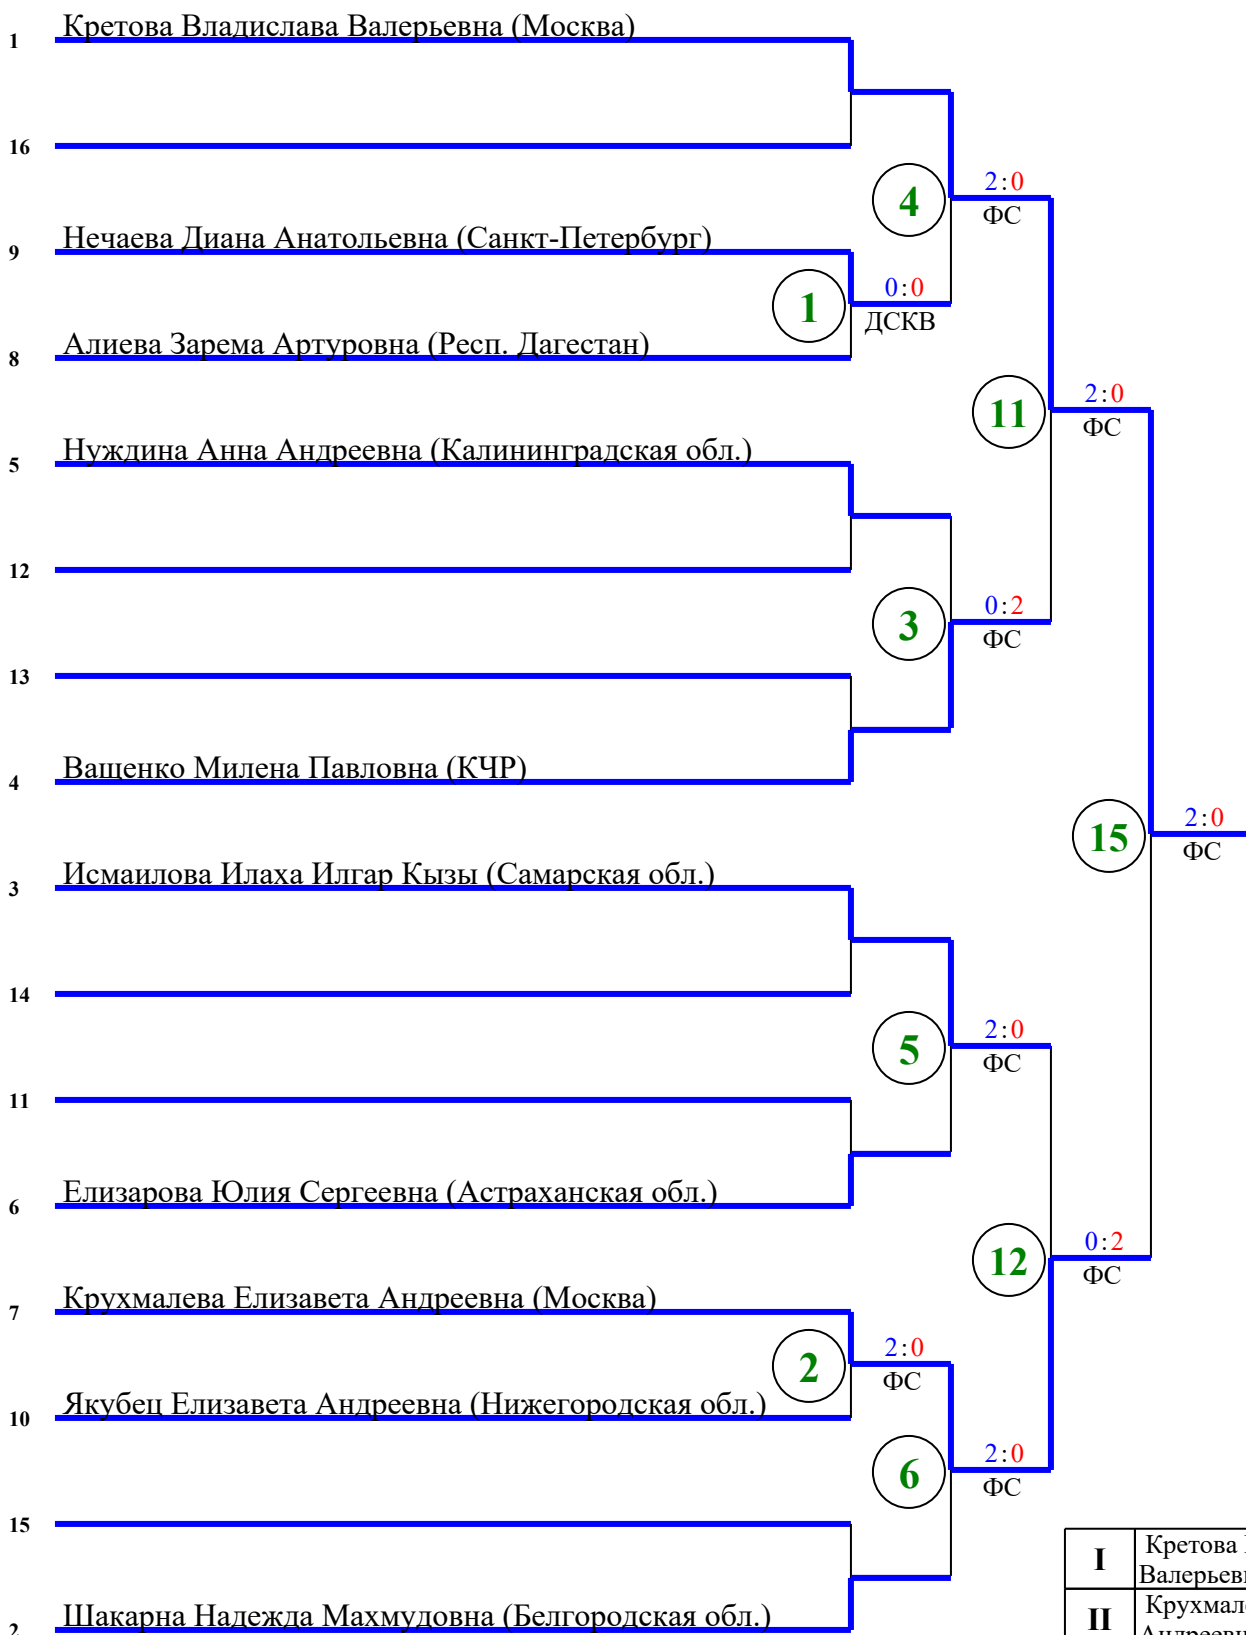 Кретова Владислава Валерьевна (Москва)
1
16
4
2:0
ФС
Нечаева Диана Анатольевна (Санкт-Петербург)
9
1
0:0
ДСКВ
Алиева Зарема Артуровна (Респ. Дагестан)
8
11
2:0
ФС
Нуждина Анна Андреевна (Калининградская обл.)
5
12
3
0:2
ФС
13
Ващенко Милена Павловна (КЧР)
4
15
2:0
ФС
Исмаилова Илаха Илгар Кызы (Самарская обл.)
3
14
5
2:0
ФС
11
Елизарова Юлия Сергеевна (Астраханская обл.)
6
12
0:2
ФС
Крухмалева Елизавета Андреевна (Москва)
7
2
2:0
ФС
Якубец Елизавета Андреевна (Нижегородская обл.)
10
6
2:0
ФС
15
I
Кретова
Шакарна Надежда Махмудовна (Белгородская обл.)
2
II